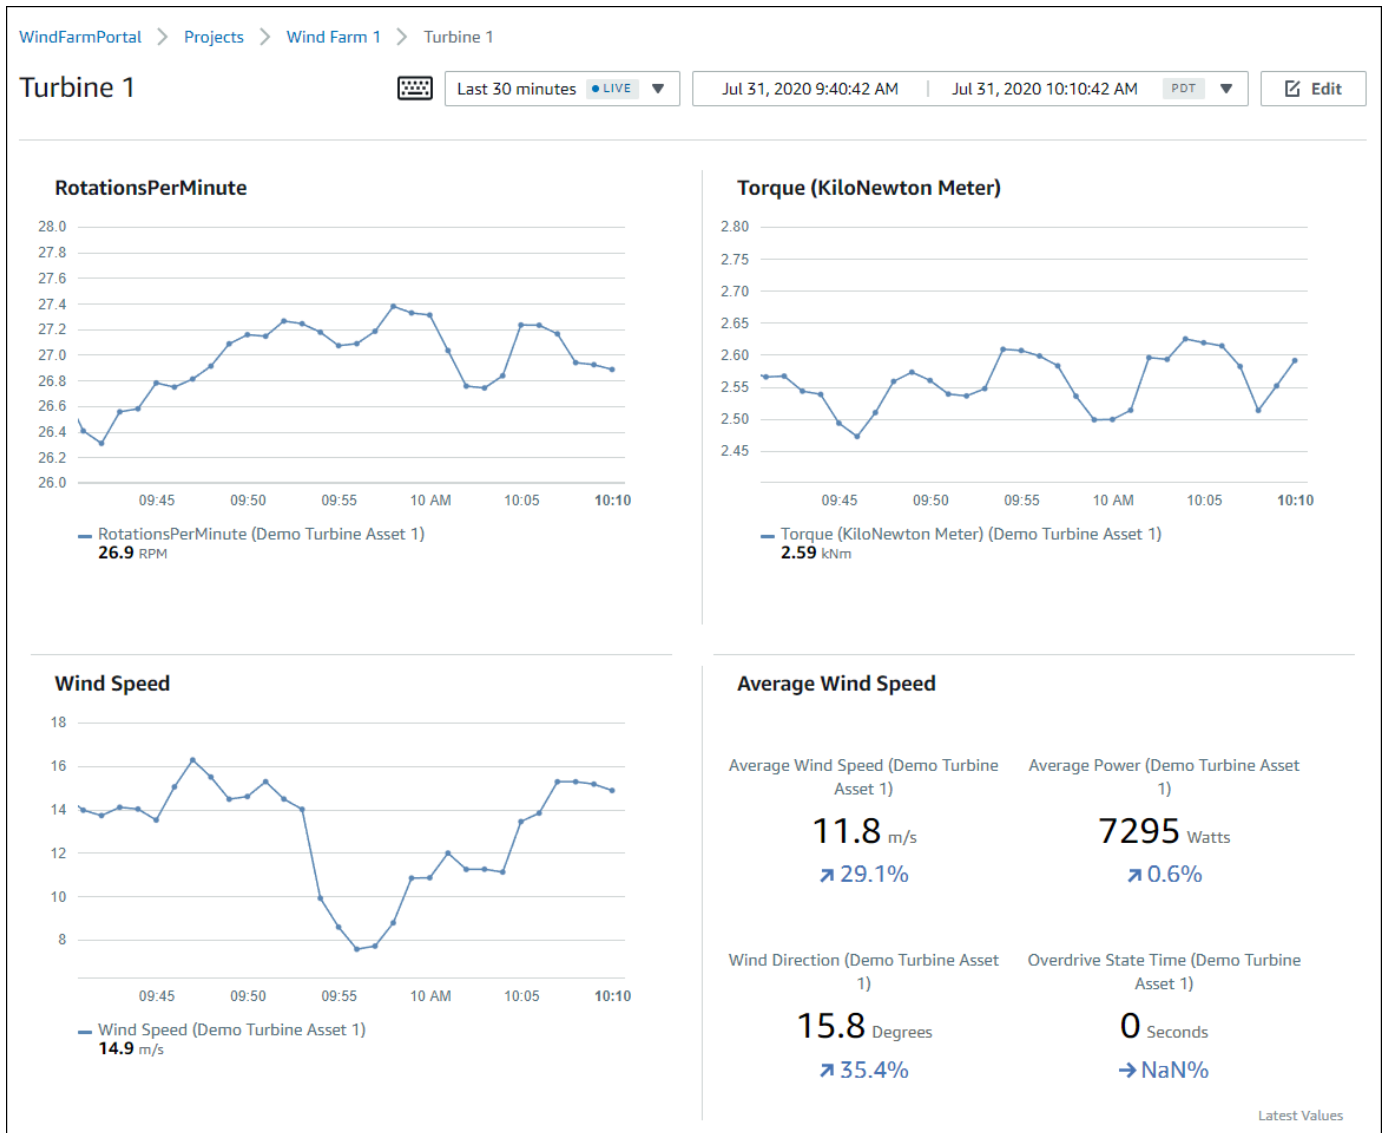 WindFarmPortal > Projects > Wind Farm 1 > Turbine 1
Turbine 1
Last 30 minutes LIVE
Jul 31, 2020 9:40:42 AM | Jul 31, 2020 10:10:42 AM PDT
Edit
RotationsPerMinute
28.0
27.8
27.6
27.4
27.2
27.0
26.8
26.6
26.4
26.2
26.0
09:45 09:50 09:55 10 AM 10:05 10:10
RotationsPerMinute (Demo Turbine Asset 1)
26.9 RPM
Torque (KiloNewton Meter)
2.80
2.75
2.70
2.65
2.60
2.55
2.50
2.45
09:45 09:50 09:55 10 AM 10:05 10:10
Torque (KiloNewton Meter) (Demo Turbine Asset 1)
2.59 kNm
Wind Speed
18
16
14
12
10
8
09:45 09:50 09:55 10 AM 10:05 10:10
Wind Speed (Demo Turbine Asset 1)
14.9 m/s
Average Wind Speed
Average Wind Speed (Demo Turbine
Asset 1)
11.8 m/s
29.1%
Average Power (Demo Turbine Asset
1)
7295 Watts
0.6%
Wind Direction (Demo Turbine Asset
1)
15.8 Degrees
35.4%
Overdrive State Time (Demo Turbine
Asset 1)
0 Seconds
NaN%
Latest Values